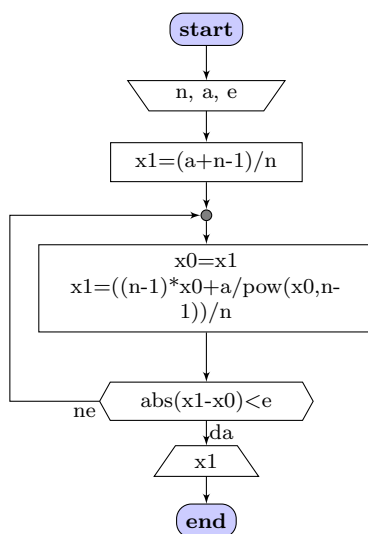 start
n, a, e
x1=(a+n-1)/n
x0=x1
x1=((n-1)*x0+a/pow(x0,n-
1))/n
abs(x1-x0)<e
ne
da
x1
end